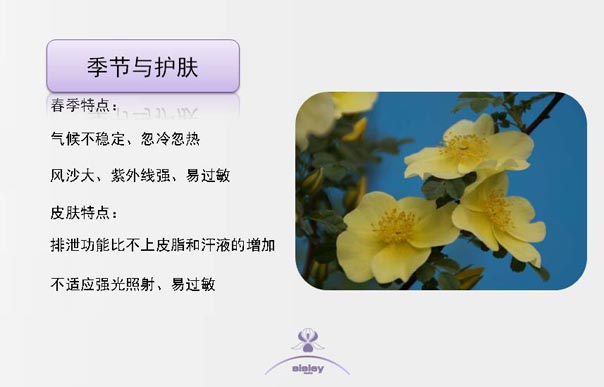 季节与护肤
春季特点：
气候不稳定、忽冷忽热
风沙大、紫外线强、易过敏
皮肤特点：
排泄功能比不上皮脂和汗液的增加
不适应强光照射、易过敏
sisley